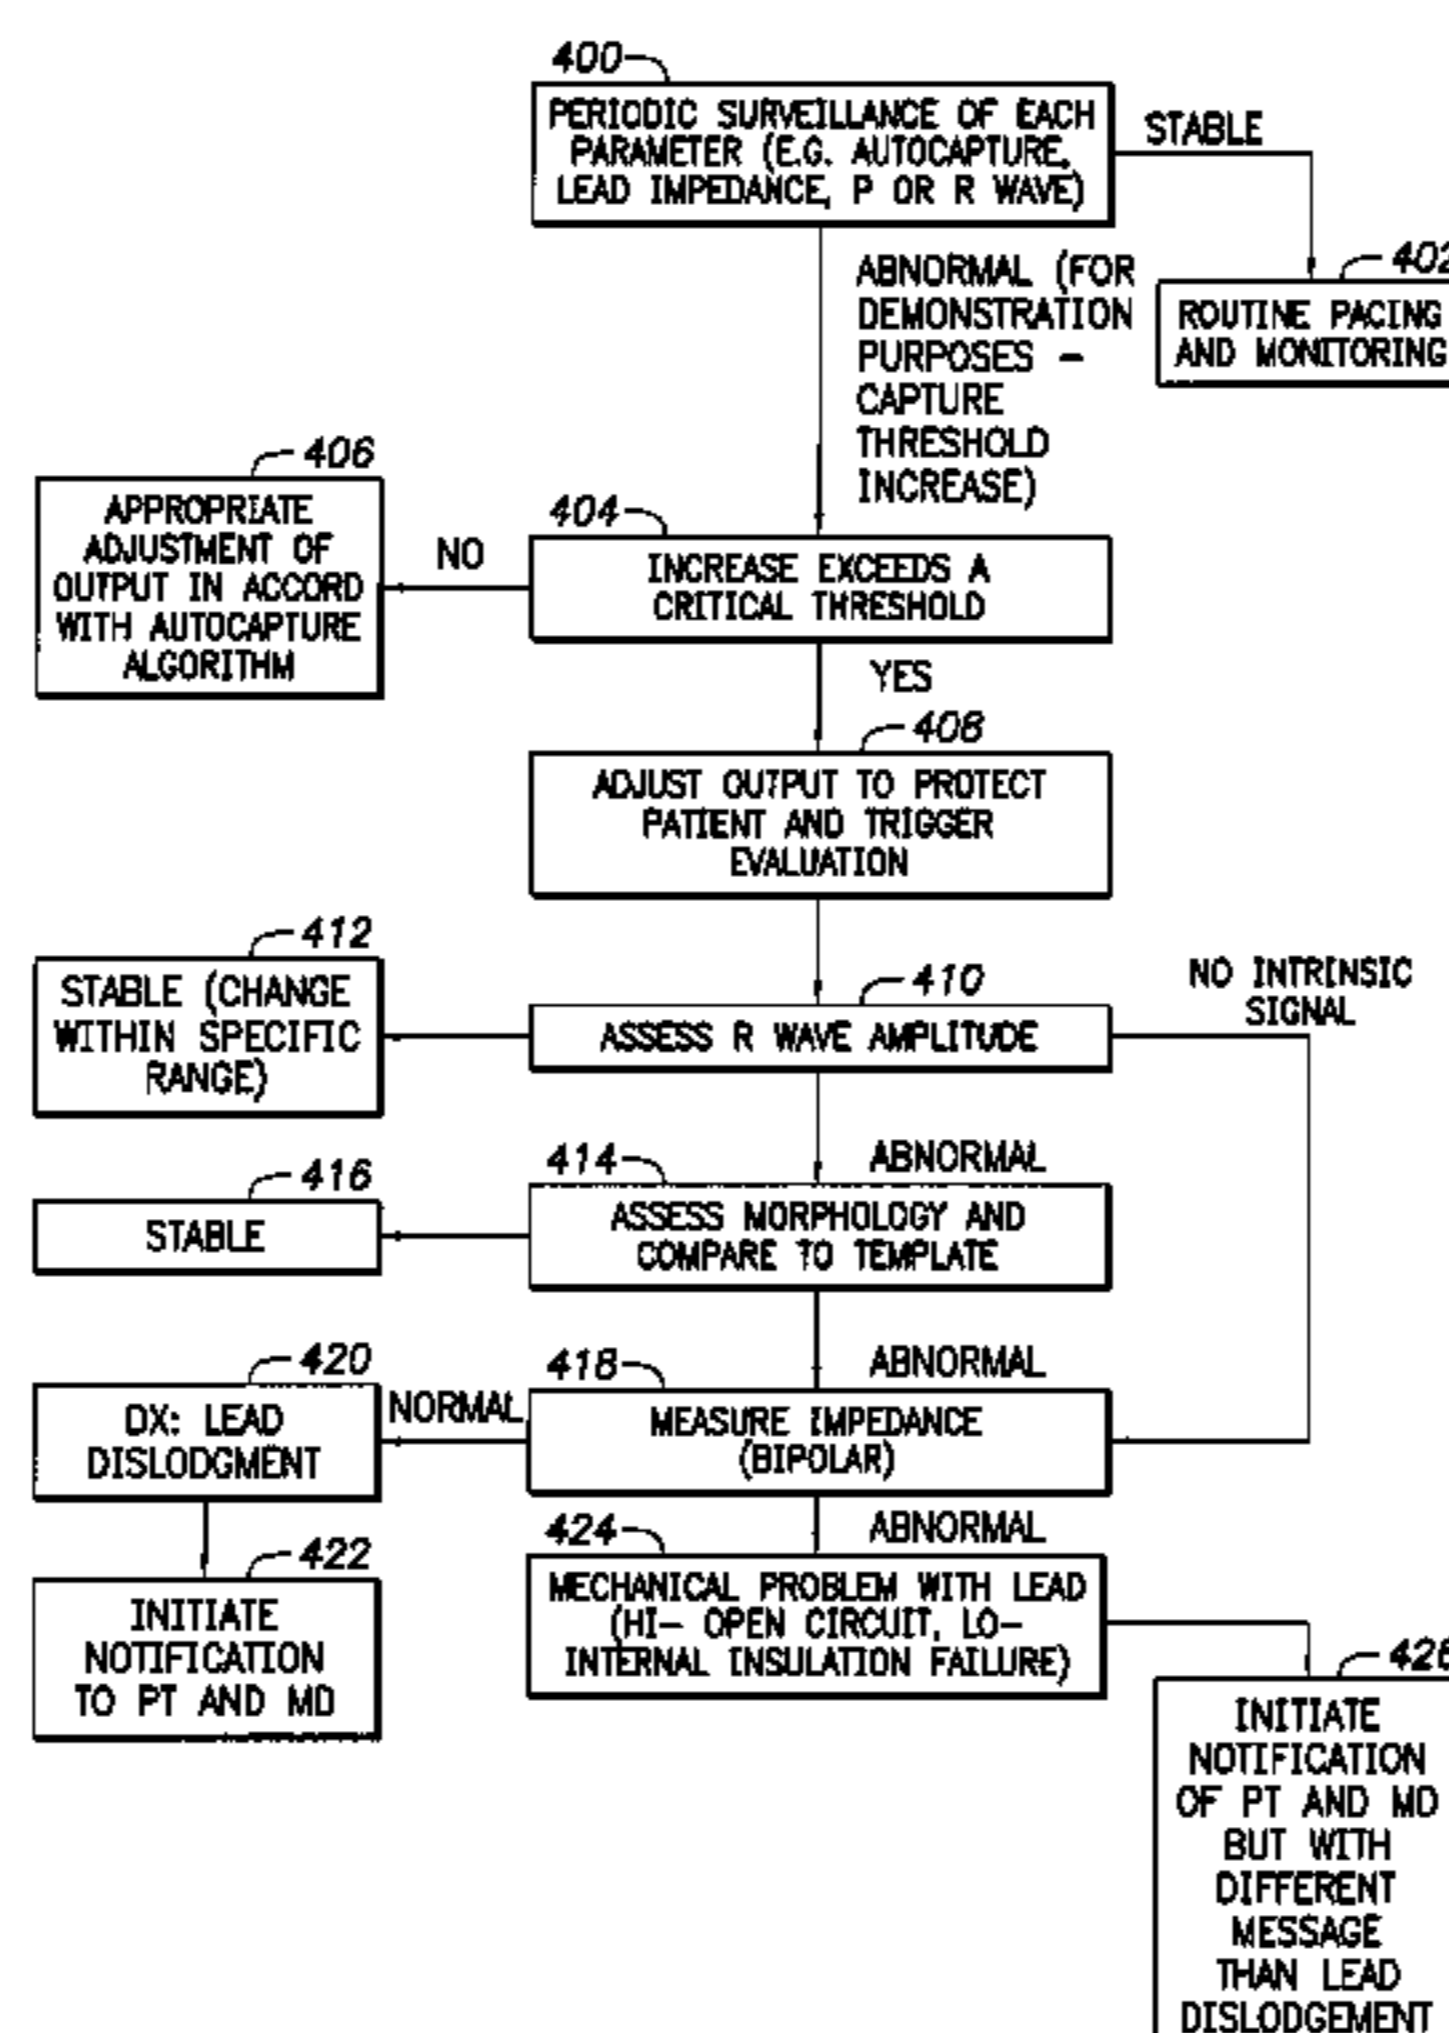 400
PERIODIC SURVEILLANCE OF EACH
PARAMETER (E.G. AUTOCAPTURE,
LEAD IMPEDANCE, P OR R WAVE)
STABLE
402
ROUTINE PACING
AND MONITORING
ABNORMAL (FOR
DEMONSTRATION
PURPOSES -
CAPTURE
THRESHOLD
INCREASE)
404
INCREASE EXCEEDS A
CRITICAL THRESHOLD
NO
406
APPROPRIATE
ADJUSTMENT OF
OUTPUT IN ACCORD
WITH AUTOCAPTURE
ALGORITHM
YES
408
ADJUST OUTPUT TO PROTECT
PATIENT AND TRIGGER
EVALUATION
410
ASSESS R WAVE AMPLITUDE
412
STABLE (CHANGE
WITHIN SPECIFIC
RANGE)
NO INTRINSIC
SIGNAL
ABNORMAL
414
ASSESS MORPHOLOGY AND
COMPARE TO TEMPLATE
416
STABLE
ABNORMAL
418
MEASURE IMPEDANCE
(BIPOLAR)
NORMAL
420
DX: LEAD
DISLODGMENT
422
INITIATE
NOTIFICATION
TO PT AND MD
ABNORMAL
424
MECHANICAL PROBLEM WITH LEAD
(HI- OPEN CIRCUIT, LO-
INTERNAL INSULATION FAILURE)
426
INITIATE
NOTIFICATION
OF PT AND MD
BUT WITH
DIFFERENT
MESSAGE
THAN LEAD
DISLODGEMENT